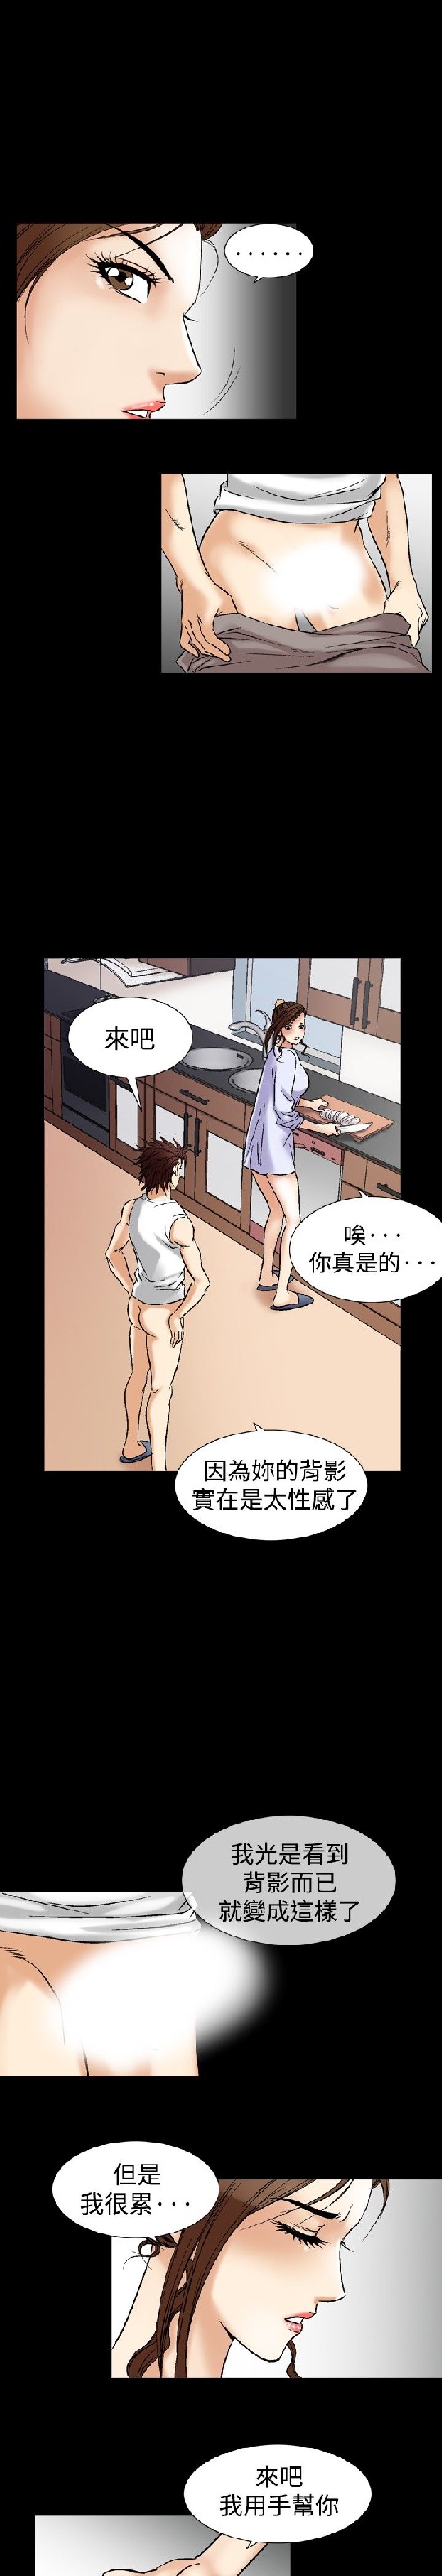 ······
來吧
唉···
你真是的···
因為妳的背影
實在是太性感了
我光是看到
背影而已
就變成這樣了
但是
我很累···
來吧
我用手幫你